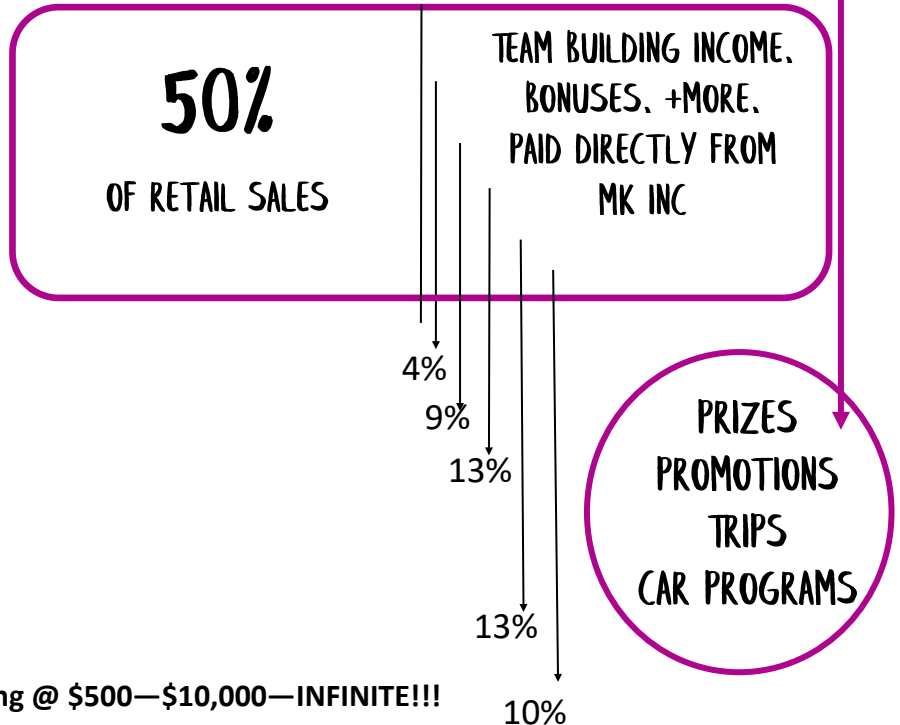 50%
OF RETAIL SALES
TEAM BUILDING INCOME.
BONUSES. +MORE.
PAID DIRECTLY FROM
MK INC
4%
9%
13%
13%
10%
PRIZES
PROMOTIONS
TRIPS
CAR PROGRAMS
ng @ $500—$10,000—INFINITE!!!